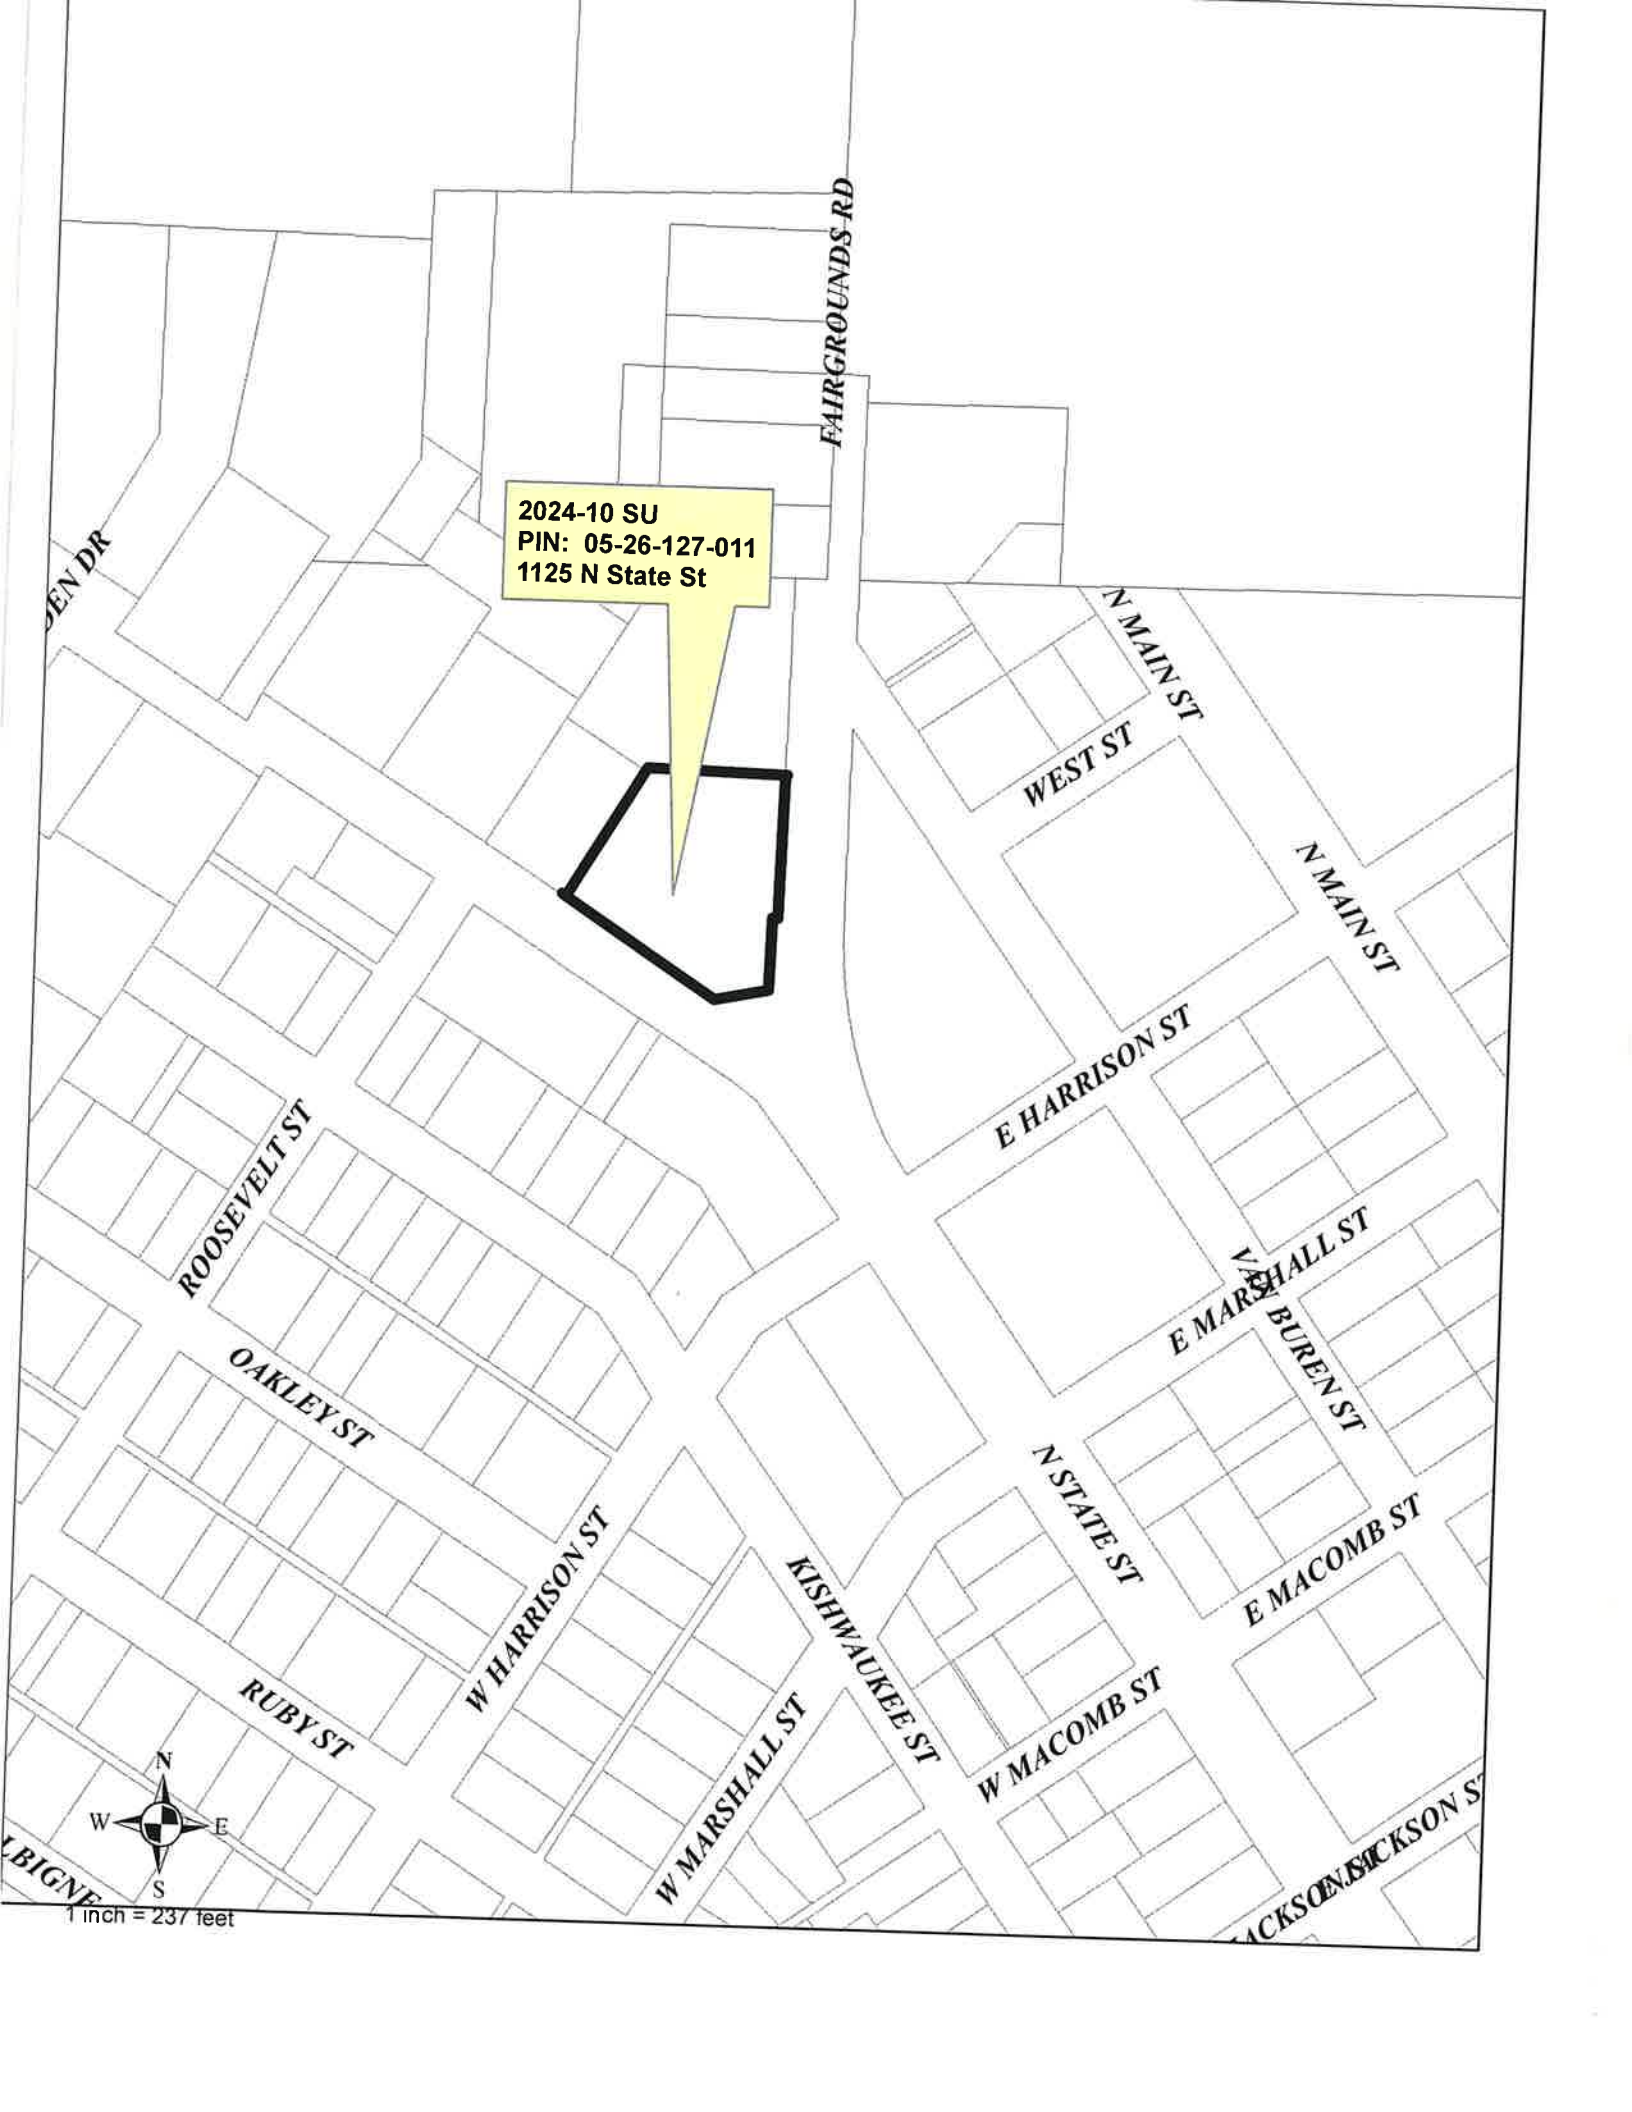 FAIRGROUNDS RD
2024-10 SU
PIN: 05-26-127-011
1125 N State St
N MAIN ST
WEST ST
N MAIN ST
E HARRISON ST
ROOSEVELT ST
E MARSHALL ST
VAN BUREN ST
OAKLEY ST
N STATE ST
E MACOMB ST
W HARRISON ST
KISHWAUKEE ST
W MACOMB ST
RUBY ST
W MARSHALL ST
N
W E
S
1 inch = 237 feet